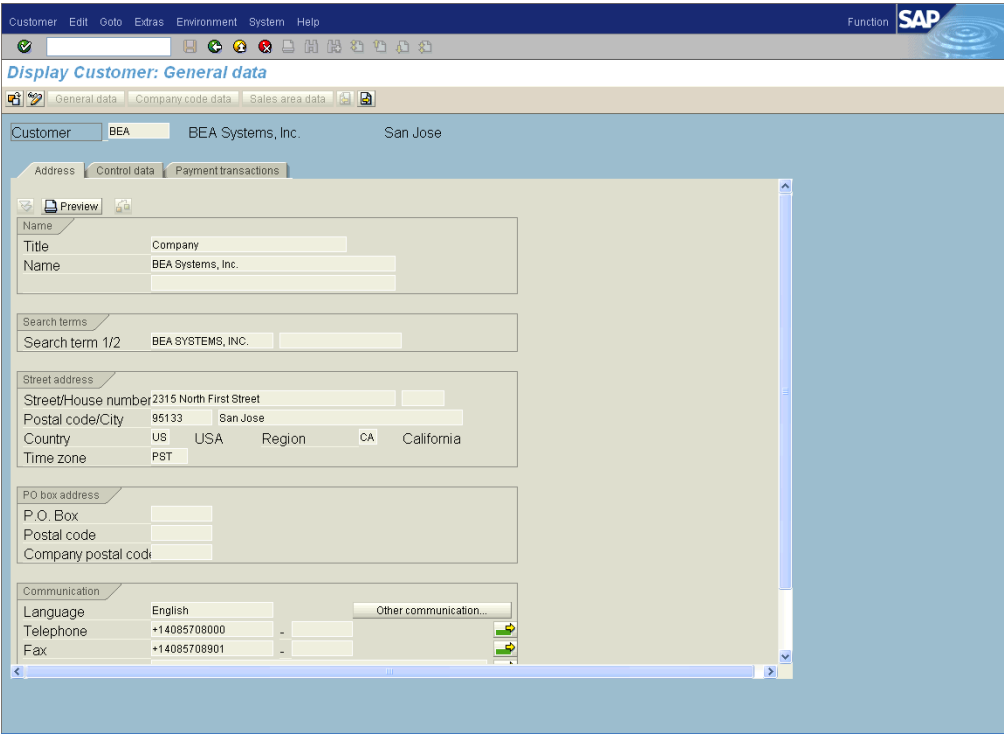 Customer Edit Goto Extras Environment System Help Function SAP
Display Customer: General data
General data Company code data Sales area data
Customer BEA BEA Systems, Inc. San Jose
Address Control data Payment transactions
Preview
Name
Title Company
Name BEA Systems, Inc.
Search terms
Search term 1/2 BEA SYSTEMS, INC.
Street address
Street/House number 2315 North First Street
Postal code/City 95133 San Jose
Country US USA Region CA California
Time zone PST
PO box address
P.O. Box
Postal code
Company postal code
Communication
Language English Other communication...
Telephone +14085708000 -
Fax +14085708901 -